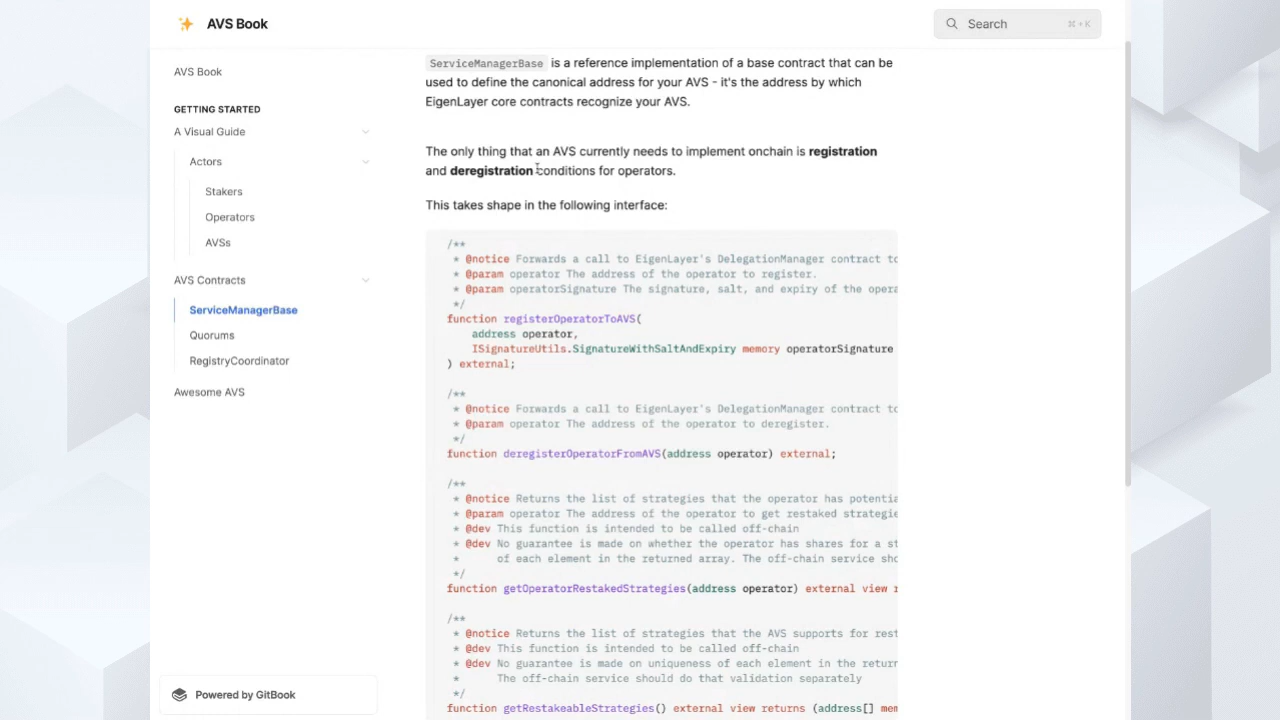 AVS Book
Search
⌘+K
AVS Book
GETTING STARTED
A Visual Guide
Actors
Stakers
Operators
AVSs
AVS Contracts
ServiceManagerBase
Quorums
RegistryCoordinator
Awesome AVS
Powered by GitBook
ServiceManagerBase is a reference implementation of a base contract that can be
used to define the canonical address for your AVS - it's the address by which
EigenLayer core contracts recognize your AVS.
The only thing that an AVS currently needs to implement onchain is registration
and deregistration conditions for operators.
This takes shape in the following interface:
/**
* @notice Forwards a call to EigenLayer's DelegationManager contract to
* @param operator The address of the operator to register.
* @param operatorSignature The signature, salt, and expiry of the opera
*/
function registerOperatorToAVS(
address operator,
ISignatureUtils.SignatureWithSaltAndExpiry memory operatorSignature
) external;
/**
* @notice Forwards a call to EigenLayer's DelegationManager contract to
* @param operator The address of the operator to deregister.
*/
function deregisterOperatorFromAVS(address operator) external;
/**
* @notice Returns the list of strategies that the operator has potentia
* @param operator The address of the operator to get restaked strategie
* @dev This function is intended to be called off-chain
* @dev No guarantee is made on whether the operator has shares for a st
* of each element in the returned array. The off-chain service sho
*/
function getOperatorRestakedStrategies(address operator) external view r
/**
* @notice Returns the list of strategies that the AVS supports for rest
* @dev This function is intended to be called off-chain
* @dev No guarantee is made on uniqueness of each element in the return
* The off-chain service should do that validation separately
*/
function getRestakeableStrategies() external view returns (address[] mem